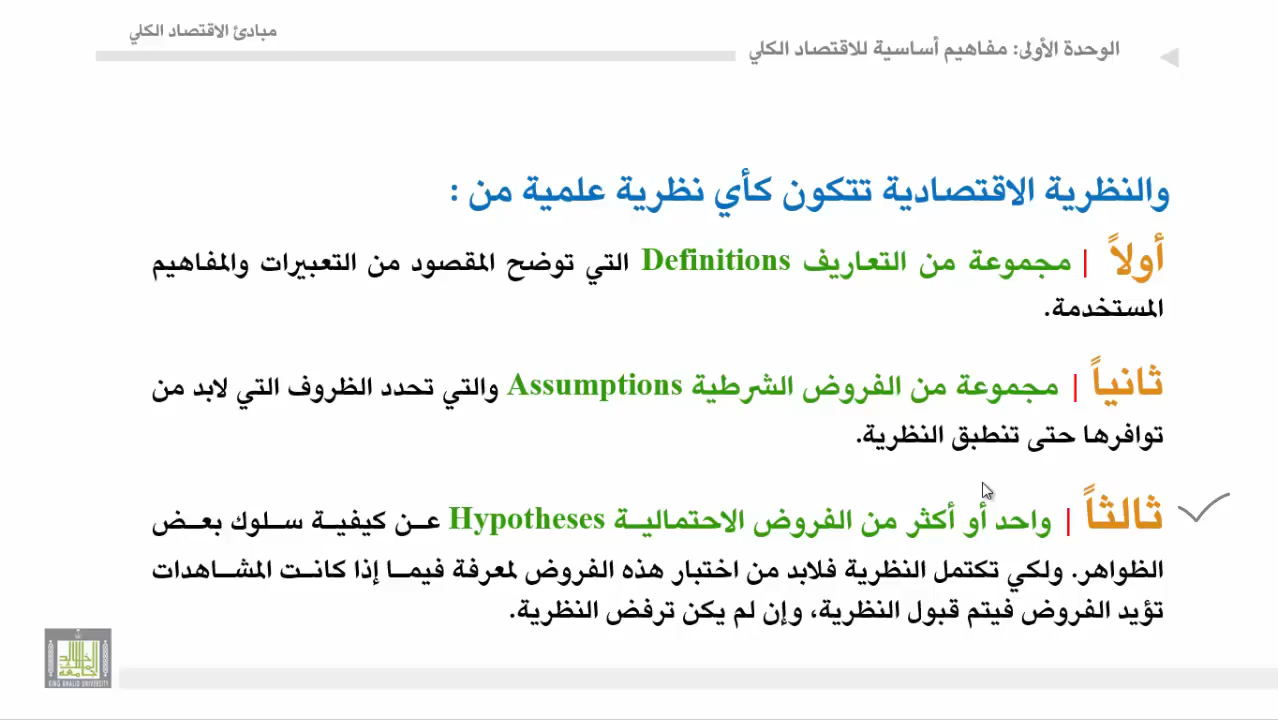 مبادئ الاقتصاد الكلي
الوحدة الأولى: مفاهيم أساسية للاقتصاد الكلي
والنظرية الاقتصادية تتكون كأي نظرية علمية من :
أولاً | مجموعة من التعاريف Definitions التي توضح المقصود من التعبيرات والمفاهيم
المستخدمة.
ثانياً | مجموعة من الفروض الشرطية Assumptions والتي تحدد الظروف التي لابد من
توافرها حتى تنطبق النظرية.
ثالثاً | واحد أو أكثر من الفروض الاحتمالية Hypotheses عن كيفية سلوك بعض
الظواهر. ولكي تكتمل النظرية فلابد من اختبار هذه الفروض لمعرفة فيما إذا كانت المشاهدات
تؤيد الفروض فيتم قبول النظرية، وإن لم يكن ترفض النظرية.
KING KHALID UNIVERSITY